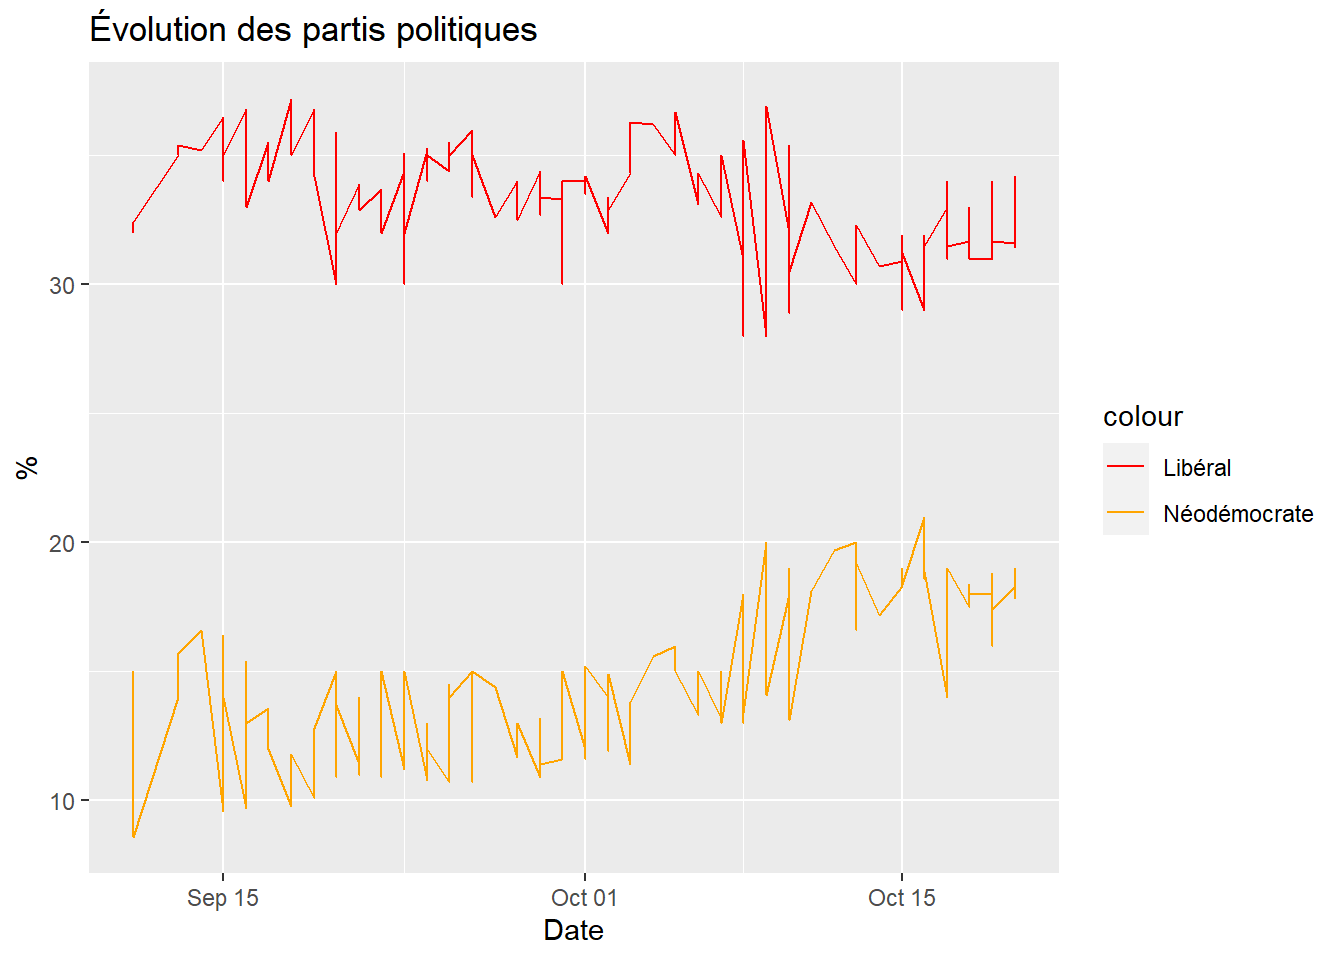 Évolution des partis politiques
%
30
20
10
Sep 15
Oct 01
Oct 15
Date
colour
Libéral
Néodémocrate